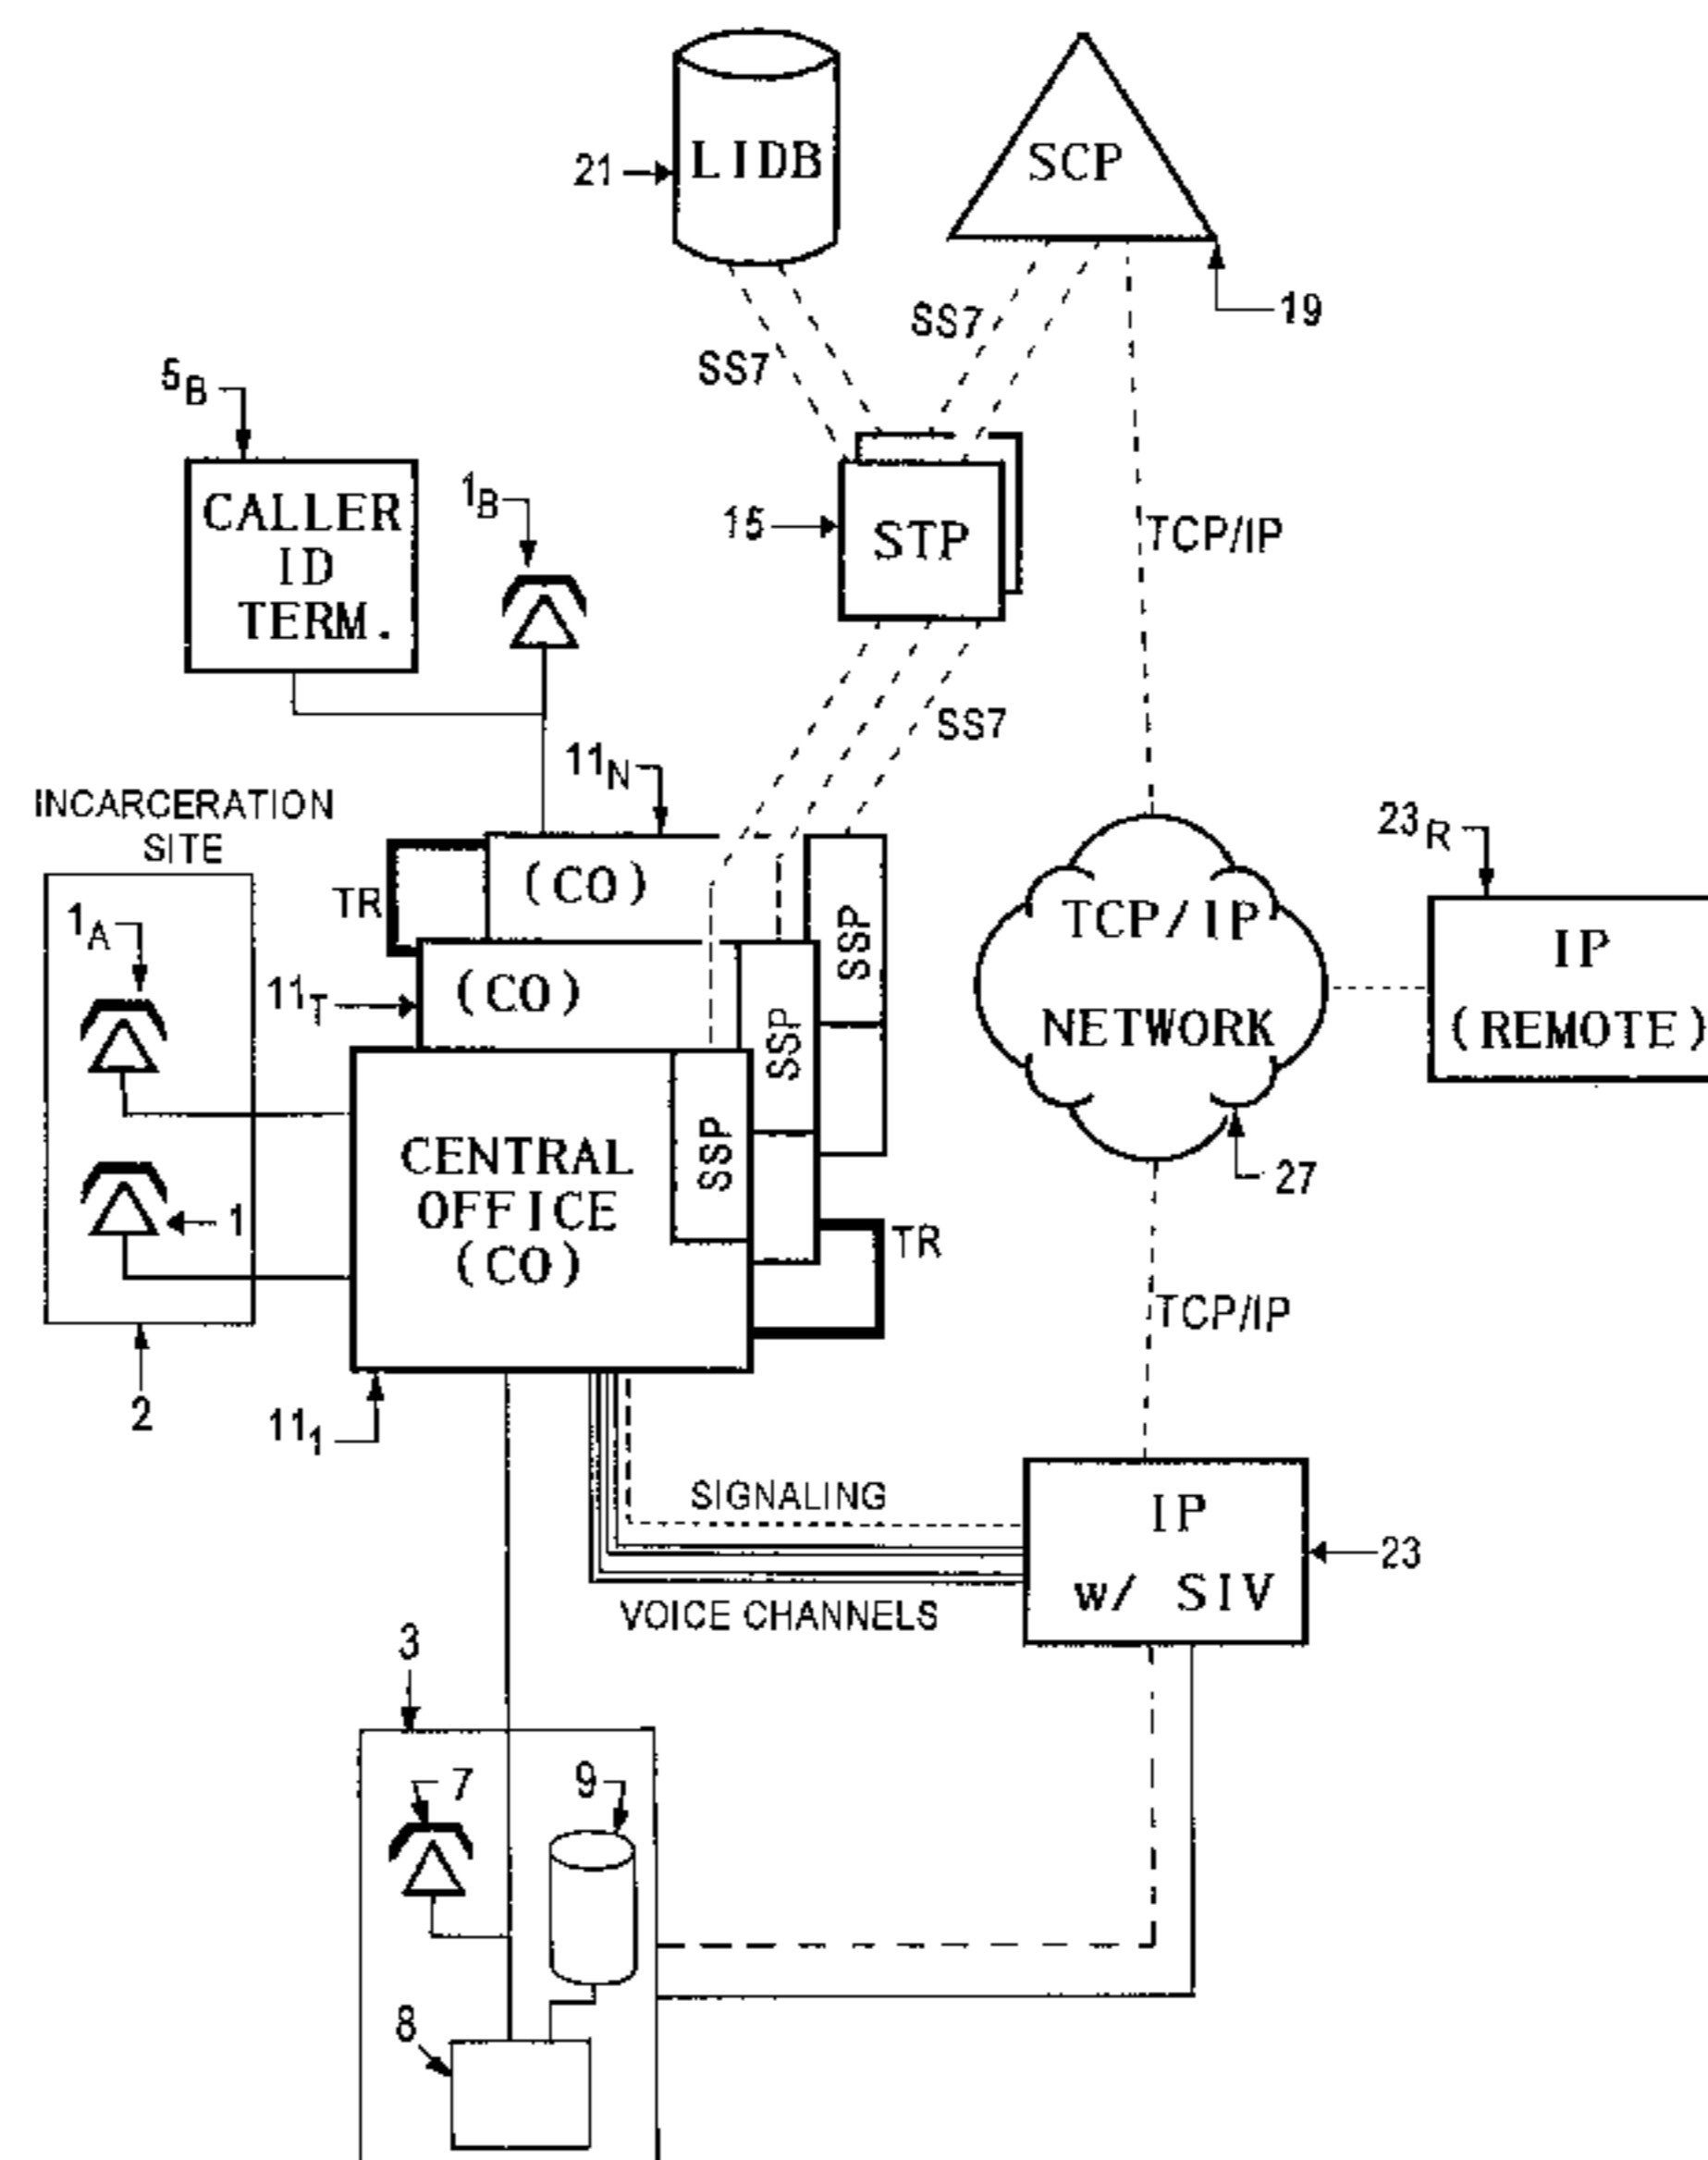 LIDB
SCP
21
19
SS7
SS7
5B
CALLER
ID
TERM.
1B
15
STP
TCP/IP
SS7
11N
INCARCERATION
SITE
23R
TR
(CO)
SSP
1A
TCP/IP
NETWORK
IP
(REMOTE)
11T
(CO)
SSP
CENTRAL
OFFICE
(CO)
SSP
1
27
TR
TCP/IP
2
111
SIGNALING
IP
w/ SIV
23
VOICE CHANNELS
3
7
9
8